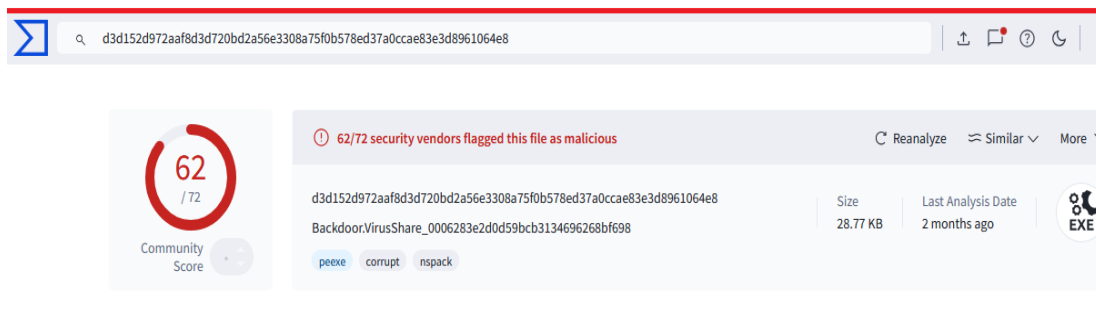 d3d152d972aaf8d3d720bd2a56e3308a75f0b578ed37a0ccae83e3d8961064e8
62/72 security vendors flagged this file as malicious
Reanalyze
Similar
More
62
/ 72
Community
Score
d3d152d972aaf8d3d720bd2a56e3308a75f0b578ed37a0ccae83e3d8961064e8
Backdoor.VirusShare_0006283e2d0d59bcb3134696268bf698
peexe corrupt nspack
Size
28.77 KB
Last Analysis Date
2 months ago
EXE